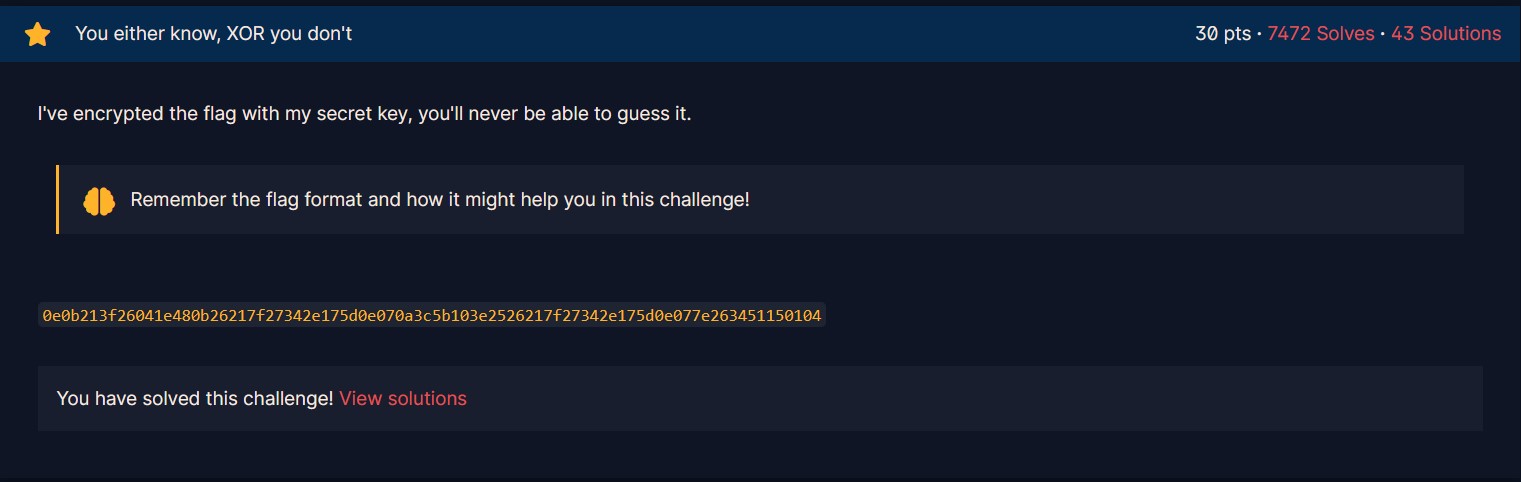 You either know, XOR you don't 30 pts · 7472 Solves · 43 Solutions
I've encrypted the flag with my secret key, you'll never be able to guess it.
Remember the flag format and how it might help you in this challenge!
0e0b213f26041e480b26217f27342e175d0e070a3c5b103e2526217f27342e175d0e077e263451150104
You have solved this challenge! View solutions